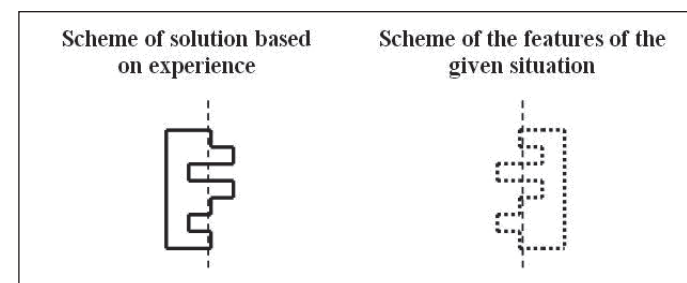 Scheme of solution based
on experience
Scheme of the features of the
given situation